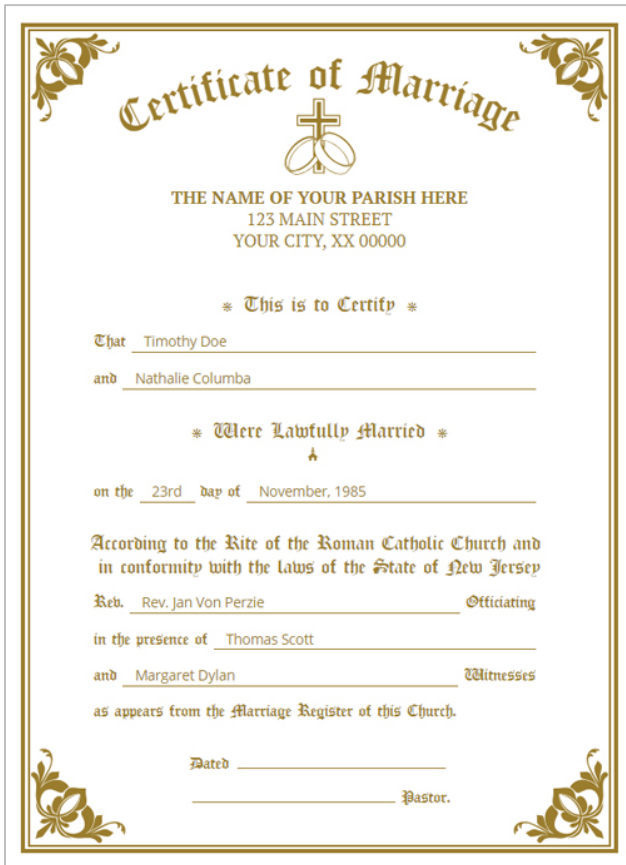 Certificate of Marriage
THE NAME OF YOUR PARISH HERE
123 MAIN STREET
YOUR CITY, XX 00000
* This is to Certify *
That Timothy Doe
and Nathalie Columba
* Were Lawfully Married *
on the 23rd day of November, 1985
According to the Rite of the Roman Catholic Church and
in conformity with the laws of the State of New Jersey
Rev. Rev. Jan Von Perzie Officiating
in the presence of Thomas Scott
and Margaret Dylan Witnesses
as appears from the Marriage Register of this Church.
Dated
Pastor.